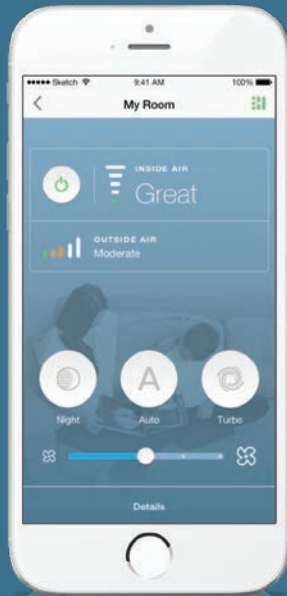 Sketch 9:41 AM 100%
My Room
INSIDE AIR
Great
OUTSIDE AIR
Moderate
A
Night Auto Turbo
Details